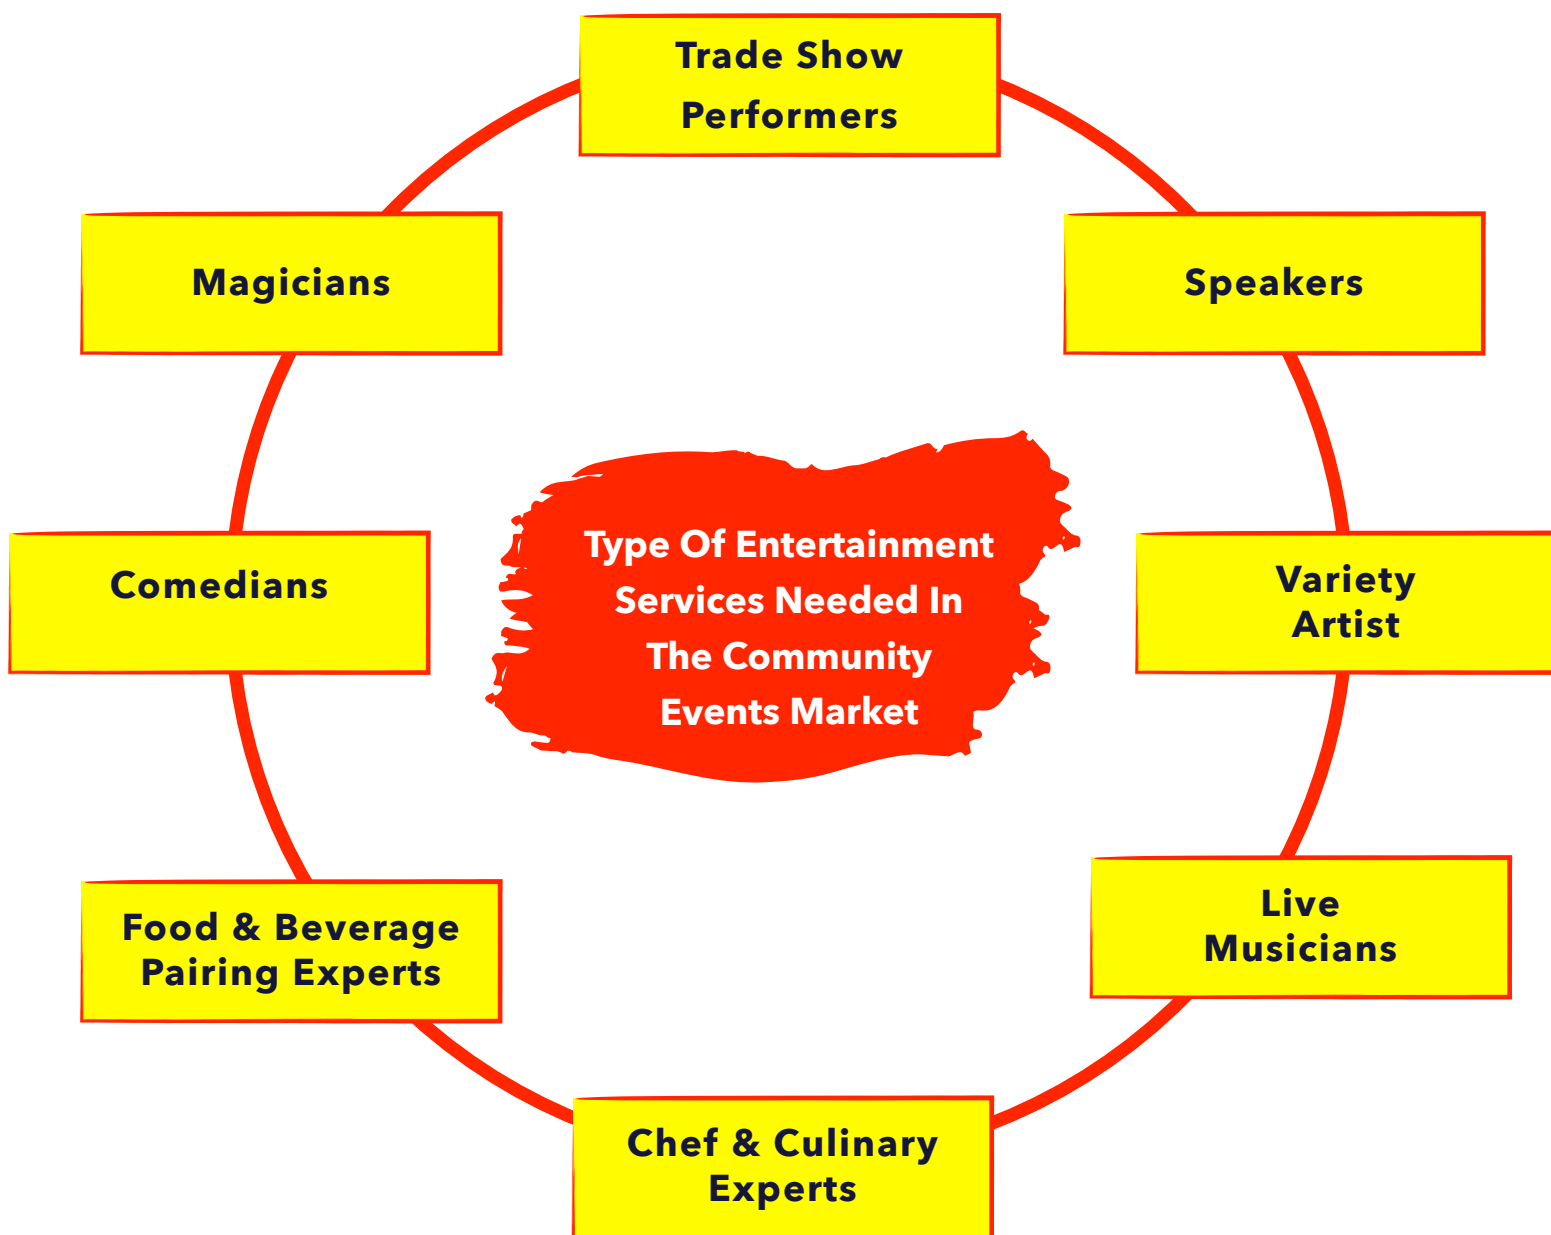 Trade Show
Performers
Magicians
Speakers
Type Of Entertainment
Services Needed In
The Community
Events Market
Comedians
Variety
Artist
Live
Musicians
Food & Beverage
Pairing Experts
Chef & Culinary
Experts